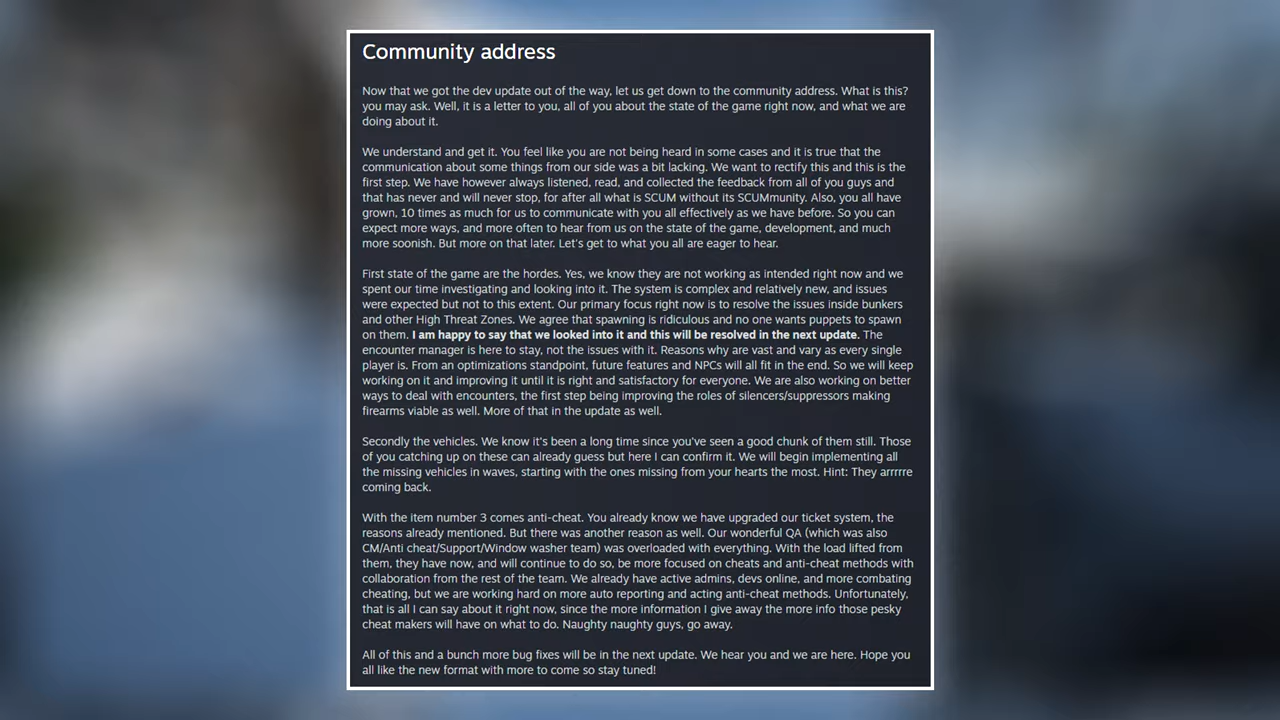 Community address
Now that we got the dev update out of the way, let us get down to the community address. What is this?
you may ask. Well, it is a letter to you, all of you about the state of the game right now, and what we are
doing about it.
We understand and get it. You feel like you are not being heard in some cases and it is true that the
communication about some things from our side was a bit lacking. We want to rectify this and this is the
first step. We have however always listened, read, and collected the feedback from all of you guys and
that has never and will never stop, for after all what is SCUM without its SCUMmunity. Also, you all have
grown, 10 times as much for us to communicate with you all effectively as we have before. So you can
expect more ways, and more often to hear from us on the state of the game, development, and much
more soonish. But more on that later. Let's get to what you all are eager to hear.
First state of the game are the hordes. Yes, we know they are not working as intended right now and we
spent our time investigating and looking into it. The system is complex and relatively new, and issues
were expected but not to this extent. Our primary focus right now is to resolve the issues inside bunkers
and other High Threat Zones. We agree that spawning is ridiculous and no one wants puppets to spawn
on them. I am happy to say that we looked into it and this will be resolved in the next update. The
encounter manager is here to stay, not the issues with it. Reasons why are vast and vary as every single
player is. From an optimizations standpoint, future features and NPCs will all fit in the end. So we will keep
working on it and improving it until it is right and satisfactory for everyone. We are also working on better
ways to deal with encounters, the first step being improving the roles of silencers/suppressors making
firearms viable as well. More of that in the update as well.
Secondly the vehicles. We know it's been a long time since you've seen a good chunk of them still. Those
of you catching up on these can already guess but here I can confirm it. We will begin implementing all
the missing vehicles in waves, starting with the ones missing from your hearts the most. Hint: They arrrrre
coming back.
With the item number 3 comes anti-cheat. You already know we have upgraded our ticket system, the
reasons already mentioned. But there was another reason as well. Our wonderful QA (which was also
CM/Anti cheat/Support/Window washer team) was overloaded with everything. With the load lifted from
them, they have now, and will continue to do so, be more focused on cheats and anti-cheat methods with
collaboration from the rest of the team. We already have active admins, devs online, and more combating
cheating, but we are working hard on more auto reporting and acting anti-cheat methods. Unfortunately,
that is all I can say about it right now, since the more information I give away the more info those pesky
cheat makers will have on what to do. Naughty naughty guys, go away.
All of this and a bunch more bug fixes will be in the next update. We hear you and we are here. Hope you
all like the new format with more to come so stay tuned!